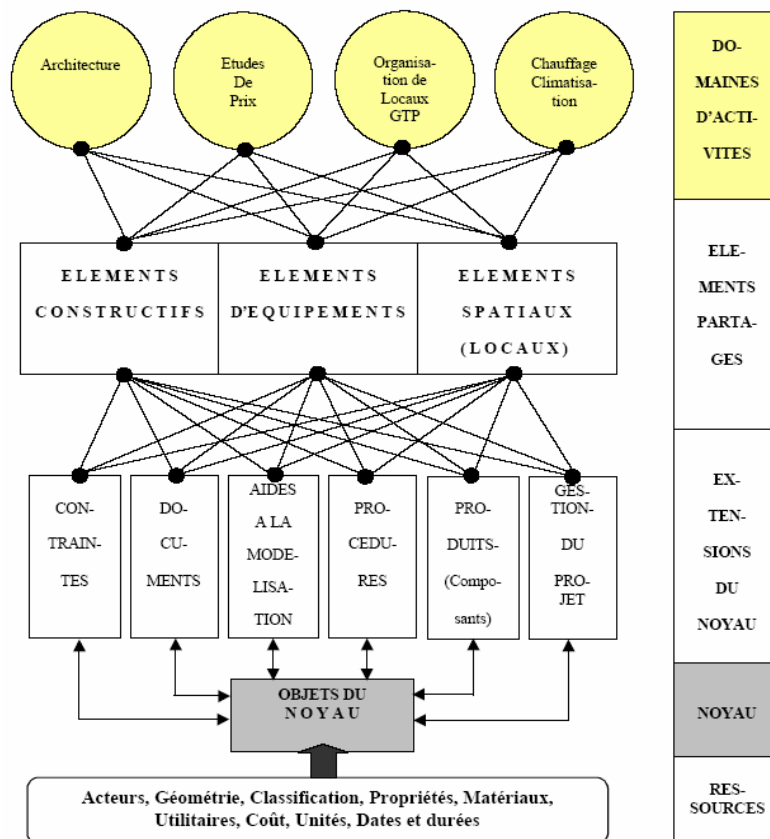 Architecture
Etudes
De
Prix
Organisa-
tion de
Locaux
GTP
Chauffage
Climatisa-
tion
DO-
MAINES
D'ACTI-
VITES
ELEMENTS
CONSTRUCTIFS
ELEMENTS
D'EQUIPEMENTS
ELEMENTS
SPATIAUX
(LOCAUX)
ELE-
MENTS
PARTA-
GES
CON-
TRAIN-
TES
DO-
CU-
MENTS
AIDES
A LA
MODE-
LISA-
TION
PRO-
CEDU-
RES
PRO-
DUITS-
(Compo-
sants)
GES-
TION-
DU
PRO-
JET
EX-
TEN-
SIONS
DU
NOYAU
OBJETS DU
NOYAU
NOYAU
Acteurs, Géométrie, Classification, Propriétés, Matériaux,
Utilitaires, Coût, Unités, Dates et durées
RES-
SOURCES